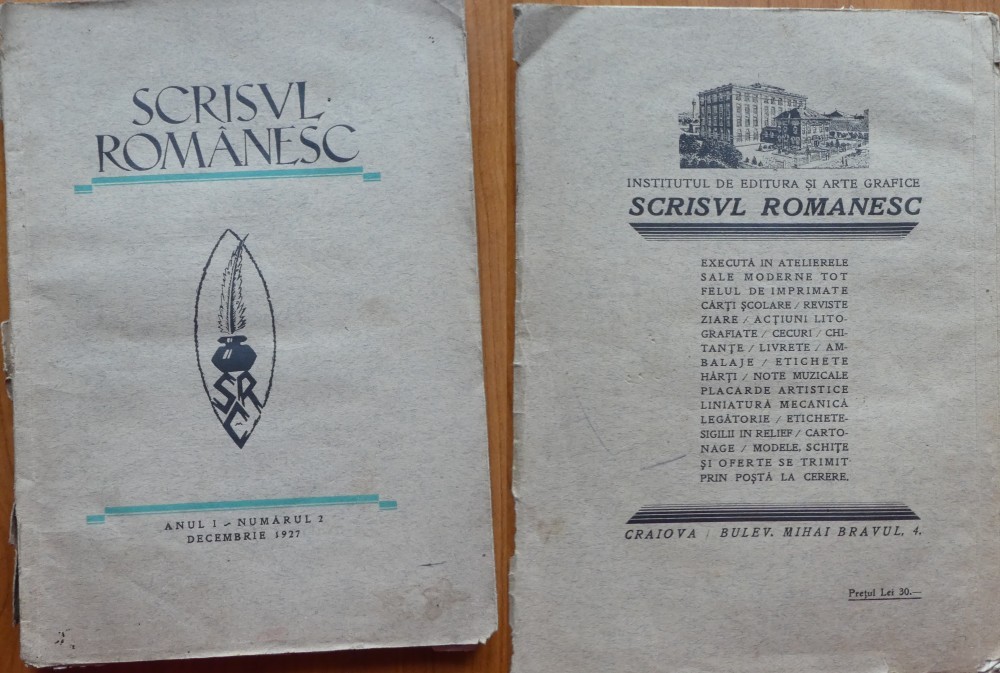 SCRISVL
ROMÂNESC
S R
C
ANUL I - NUMĂRUL 2
DECEMBRIE 1927
INSTITUTUL DE EDITURA ȘI ARTE GRAFICE
SCRISVL ROMANESC
EXECUTĂ IN ATELIERELE
SALE MODERNE TOT
FELUL DE IMPRIMATE
CĂRȚI ȘCOLARE / REVISTE
ZIARE / ACȚIUNI LITO-
GRAFIATE / CECURI / CHI-
TANȚE / LIVRETE / AM-
BALAJE / ETICHETE
HĂRȚI / NOTE MUZICALE
PLACARDE ARTISTICE
LINIATURĂ MECANICĂ
LEGĂTORIE / ETICHETE-
SIGILII IN RELIEF / CARTO-
NAGE / MODELE, SCHIȚE
ȘI OFERTE SE TRIMIT
PRIN POȘTĂ LA CERERE.
CRAIOVA / BULEV. MIHAI BRAVUL, 4.
Prețul Lei 30.—